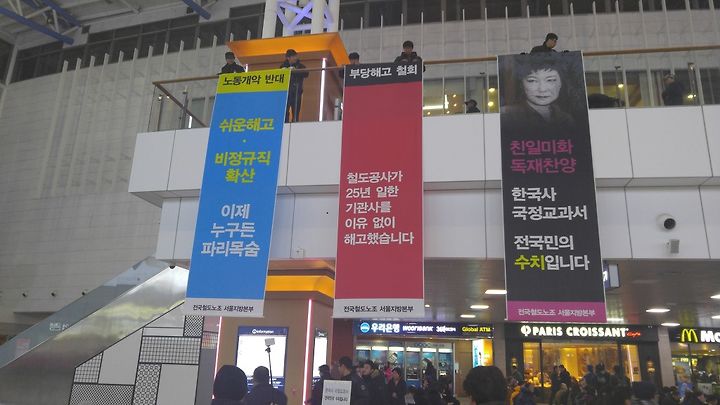 노동개악 반대
쉬운해고
·
비정규직
확산
이제
누구든
파리목숨
전국철도노조 서울지방본부
부당해고 철회
철도공사가
25년 일한
기관사를
이유 없이
해고했습니다
전국철도노조 서울지방본부
친일미화
독재찬양
한국사
국정교과서
전국민의
수치입니다
전국철도노조 서울지방본부
information
우리은행 WOORI BANK 365 Global ATM
PARIS CROISSANT